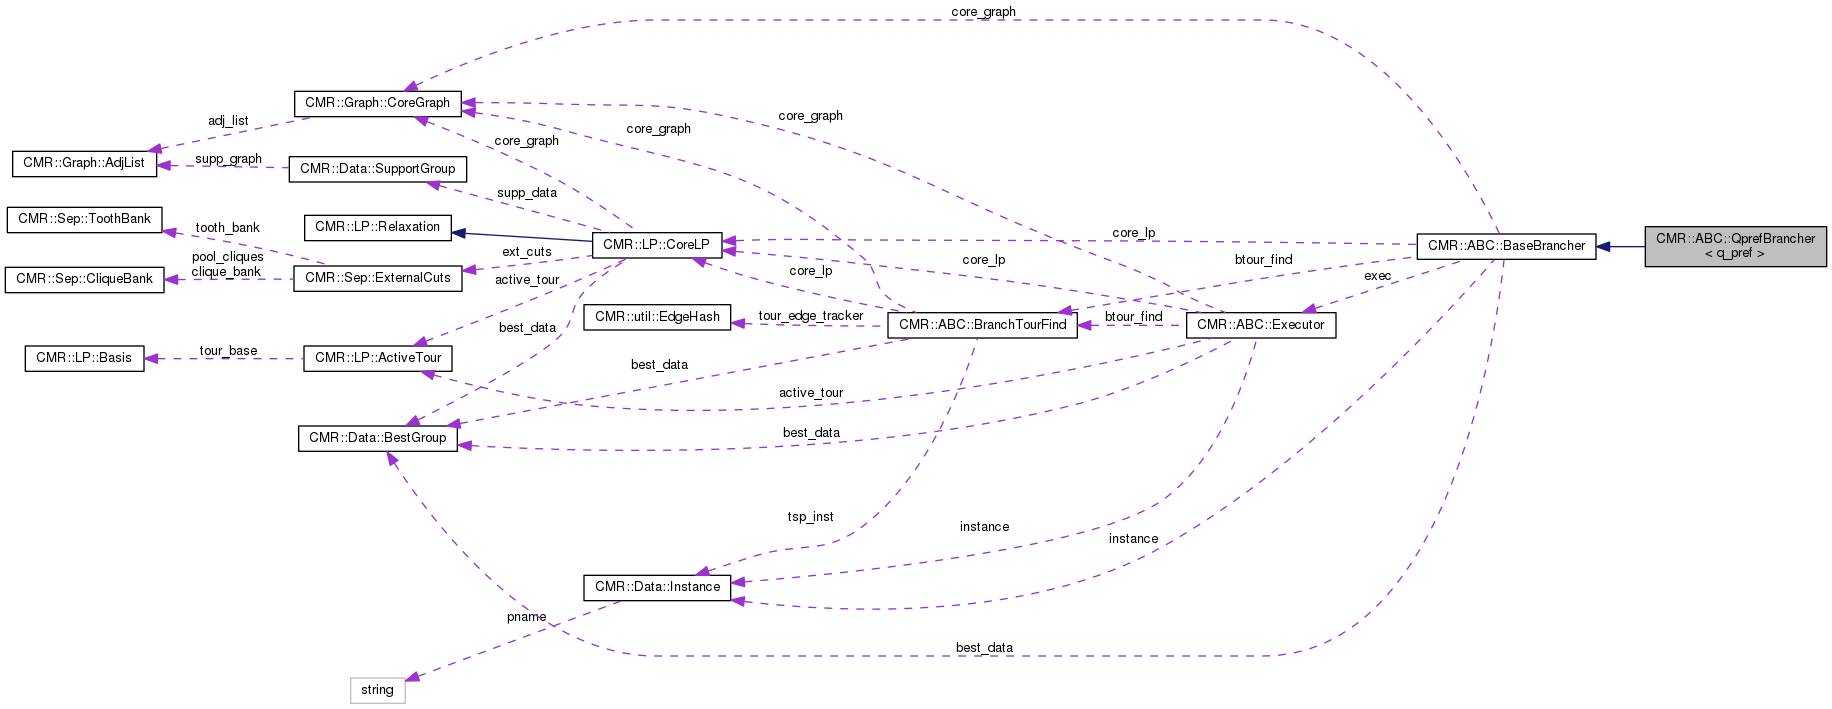 core_graph
CMR::Graph::CoreGraph
core_graph
adj_list
core_graph
core_graph
CMR::Graph::AdjList
supp_graph
CMR::Data::SupportGroup
supp_data
CMR::Sep::ToothBank
tooth_bank
CMR::LP::Relaxation
CMR::LP::CoreLP
core_lp
CMR::ABC::BaseBrancher
CMR::ABC::QprefBrancher
< q_pref >
pool_cliques
clique_bank
CMR::Sep::CliqueBank
CMR::Sep::ExternalCuts
ext_cuts
active_tour
core_lp
core_lp
btour_find
exec
best_data
CMR::util::EdgeHash
tour_edge_tracker
CMR::ABC::BranchTourFind
btour_find
CMR::ABC::Executor
CMR::LP::Basis
tour_base
CMR::LP::ActiveTour
best_data
active_tour
CMR::Data::BestGroup
best_data
tsp_inst
instance
instance
CMR::Data::Instance
pname
best_data
string